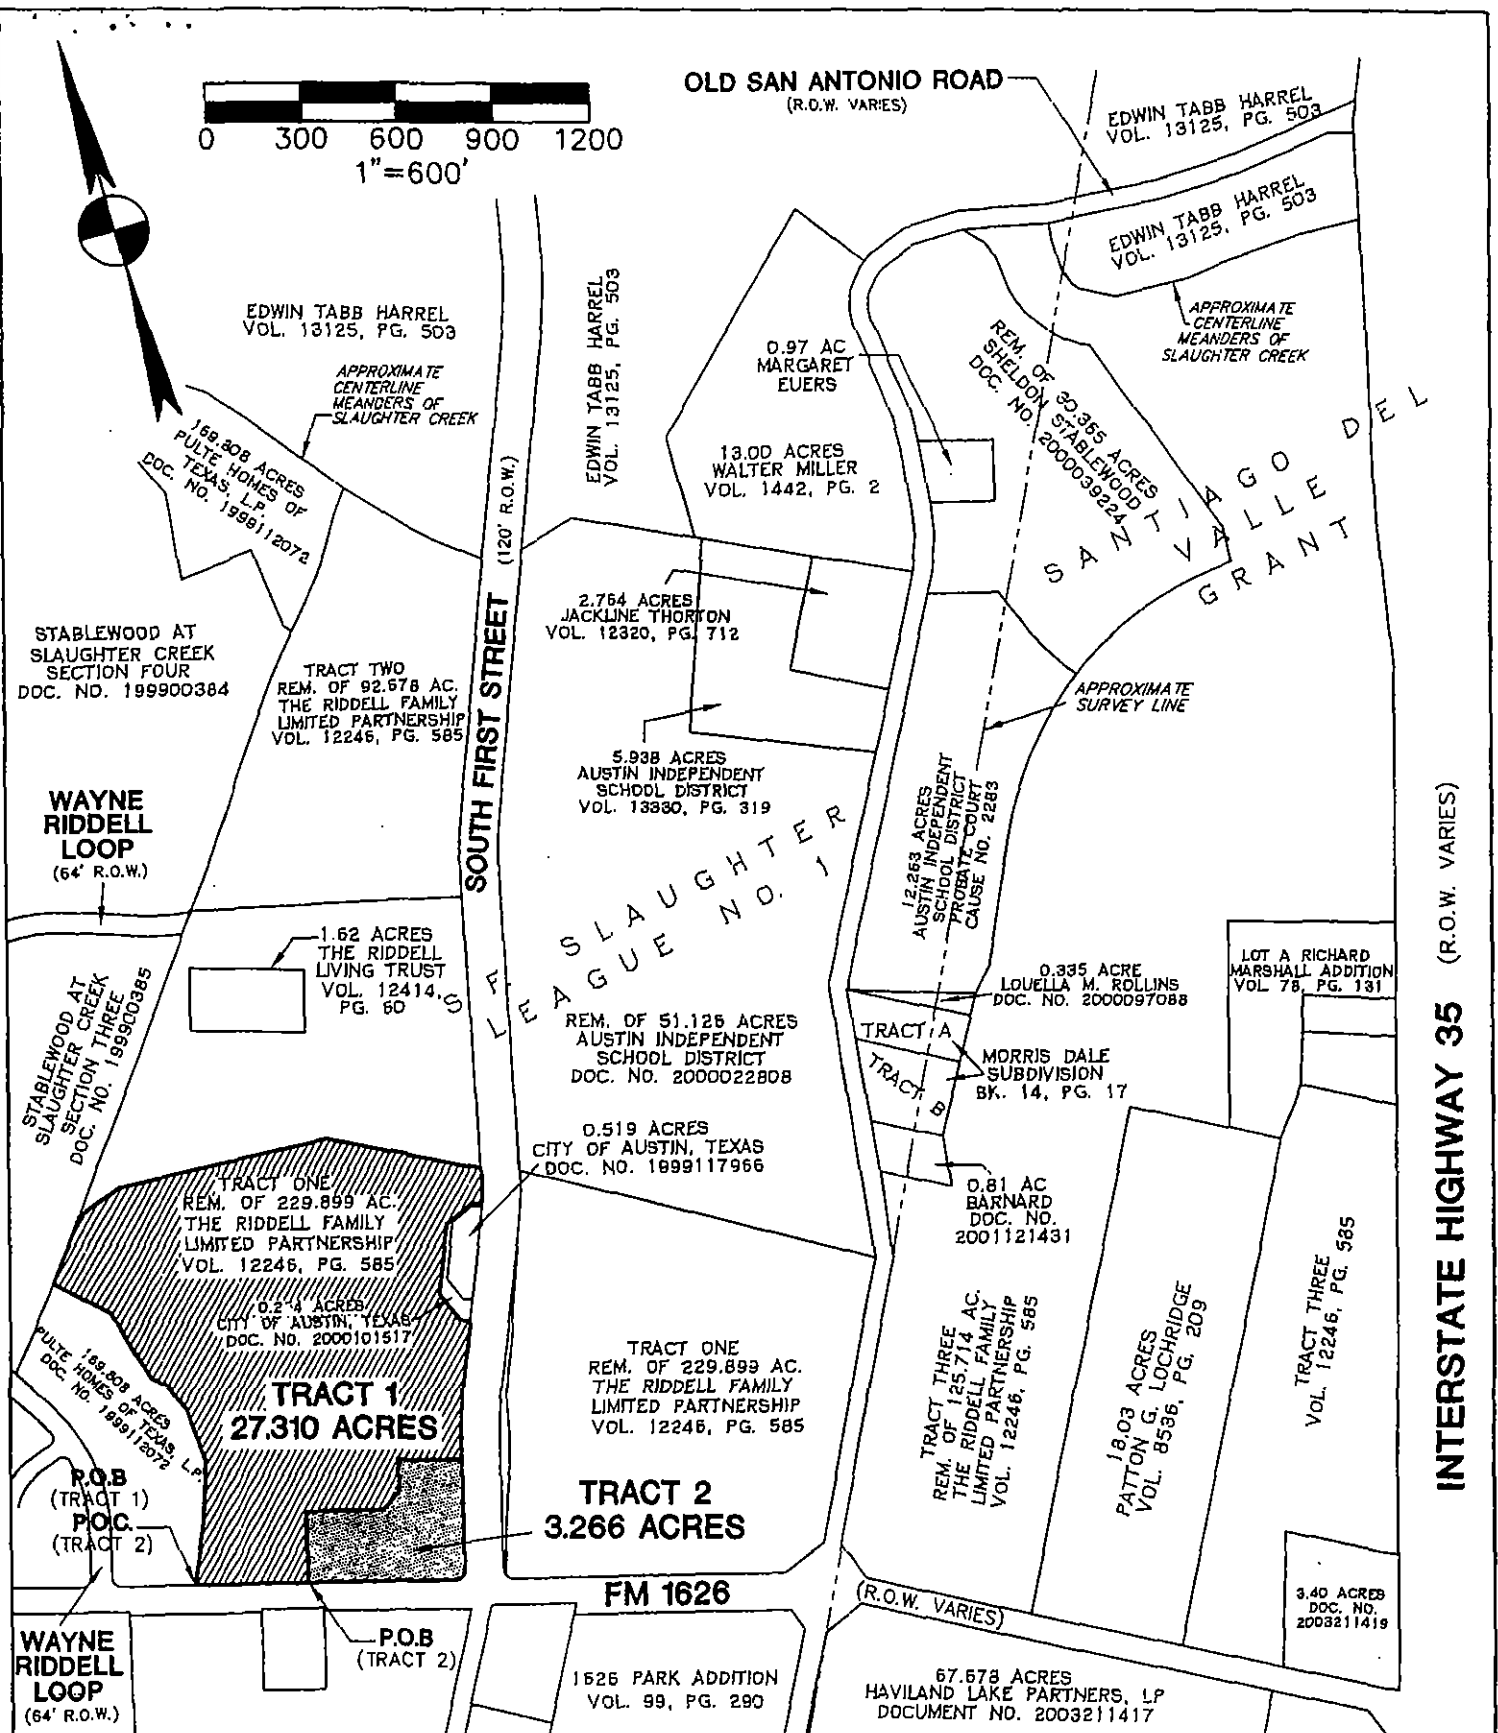 0 300 600 900 1200
1"=600'
OLD SAN ANTONIO ROAD
(R.O.W. VARIES)
EDWIN TABB HARREL
VOL. 13125, PG. 503
EDWIN TABB HARREL
VOL. 13125, PG. 503
APPROXIMATE
CENTERLINE
MEANDERS OF
SLAUGHTER CREEK
EDWIN TABB HARREL
VOL. 13125, PG. 503
APPROXIMATE
CENTERLINE
MEANDERS OF
SLAUGHTER CREEK
EDWIN TABB HARREL
VOL. 13125, PG. 503
0.97 AC
MARGARET
EUERS
REM. OF 30.365 ACRES
SHELDON STABLEWOOD
DOC. NO. 2000039224
13.00 ACRES
WALTER MILLER
VOL. 1442, PG. 2
169.808 ACRES
PULTE HOMES OF
TEXAS, L.P.
DOC. NO. 1999112072
SANTIAGO DEL
VALLE
GRANT
SOUTH FIRST STREET (120' R.O.W.)
2.764 ACRES
JACKLINE THORTON
VOL. 12320, PG. 712
STABLEWOOD AT
SLAUGHTER CREEK
SECTION FOUR
DOC. NO. 199900384
TRACT TWO
REM. OF 92.678 AC.
THE RIDDELL FAMILY
LIMITED PARTNERSHIP
VOL. 12246, PG. 585
APPROXIMATE
SURVEY LINE
5.938 ACRES
AUSTIN INDEPENDENT
SCHOOL DISTRICT
VOL. 13330, PG. 319
12.263 ACRES
AUSTIN INDEPENDENT
SCHOOL DISTRICT
PROBATE COURT
CAUSE NO. 2283
WAYNE
RIDDELL
LOOP
(64' R.O.W.)
S F. SLAUGHTER
LEAGUE NO. 1
1.62 ACRES
THE RIDDELL
LIVING TRUST
VOL. 12414,
PG. 60
STABLEWOOD AT
SLAUGHTER CREEK
SECTION THREE
DOC. NO. 199900385
REM. OF 51.126 ACRES
AUSTIN INDEPENDENT
SCHOOL DISTRICT
DOC. NO. 2000022808
0.335 ACRE
LOUELLA M. ROLLINS
DOC. NO. 2000097088
TRACT A
TRACT B
MORRIS DALE
SUBDIVISION
BK. 14, PG. 17
LOT A RICHARD
MARSHALL ADDITION
VOL 78, PG. 131
INTERSTATE HIGHWAY 35 (R.O.W. VARIES)
0.519 ACRES
CITY OF AUSTIN, TEXAS
DOC. NO. 1999117966
0.81 AC
BARNARD
DOC. NO.
2001121431
TRACT ONE
REM. OF 229.899 AC.
THE RIDDELL FAMILY
LIMITED PARTNERSHIP
VOL. 12246, PG. 585
ACRES
CITY OF AUSTIN, TEXAS
DOC. NO. 2000101517
169.808 ACRES
PULTE HOMES OF TEXAS, L.P.
DOC. NO. 1999112072
TRACT 1
27.310 ACRES
TRACT ONE
REM. OF 229.899 AC.
THE RIDDELL FAMILY
LIMITED PARTNERSHIP
VOL. 12246, PG. 585
TRACT THREE
REM. OF 125.714 AC.
THE RIDDELL FAMILY
LIMITED PARTNERSHIP
VOL. 12246, PG. 585
18.03 ACRES
PATTON G. LOCHRIDGE
VOL. 8536, PG. 209
TRACT THREE
VOL. 12246, PG. 585
P.O.B
(TRACT 1)
P.O.C.
(TRACT 2)
TRACT 2
3.266 ACRES
FM 1626
(R.O.W. VARIES)
3.40 ACRES
DOC. NO.
2003211419
WAYNE
RIDDELL
LOOP
(64' R.O.W.)
P.O.B
(TRACT 2)
1626 PARK ADDITION
VOL. 99, PG. 290
67.678 ACRES
HAVILAND LAKE PARTNERS, LP
DOCUMENT NO. 2003211417